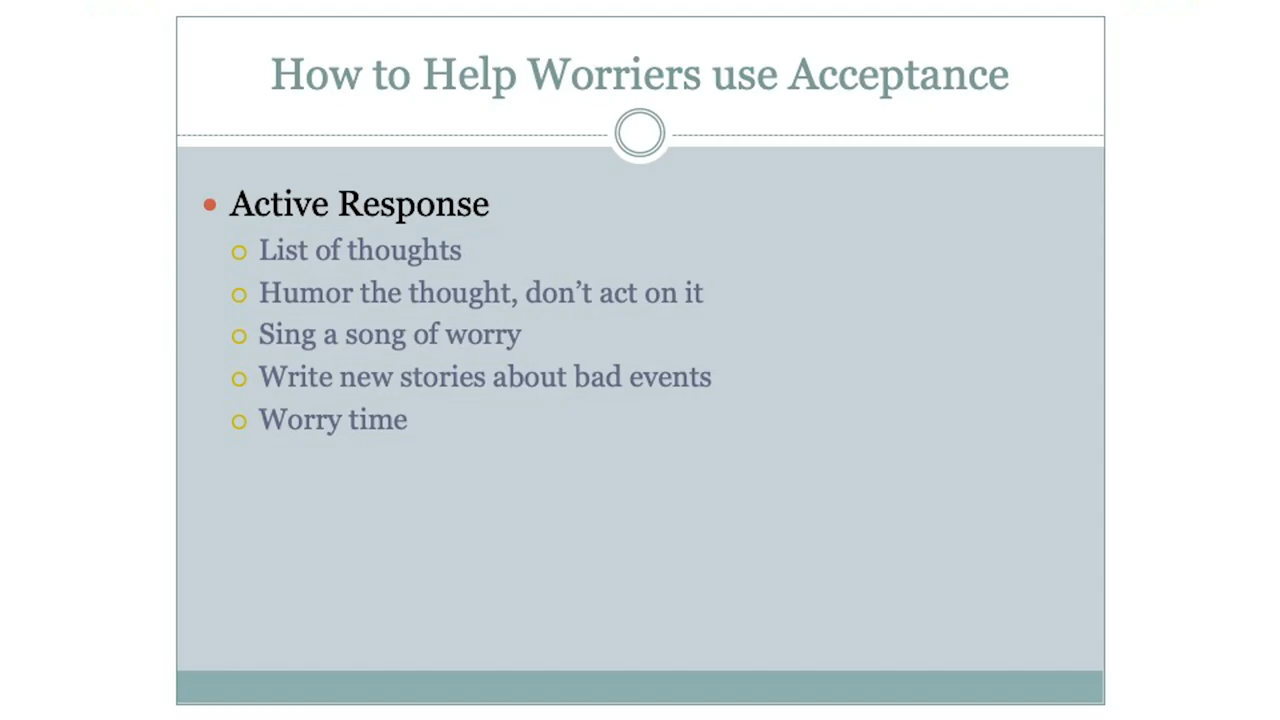 How to Help Worriers use Acceptance
Active Response
List of thoughts
Humor the thought, don’t act on it
Sing a song of worry
Write new stories about bad events
Worry time